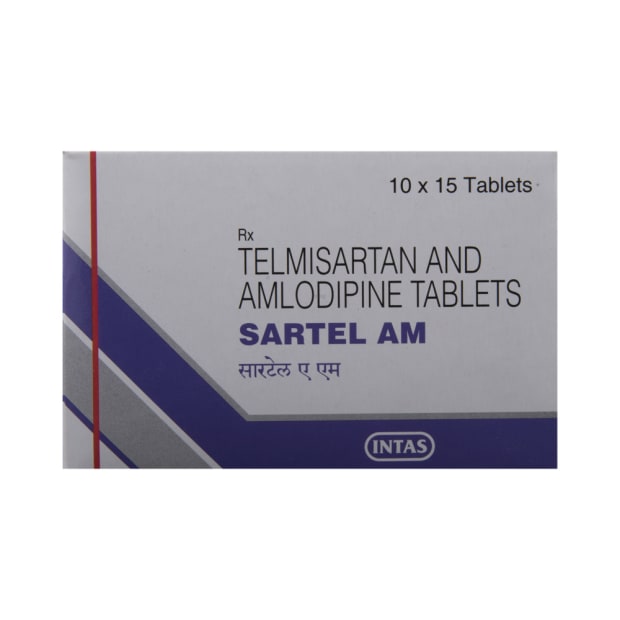 10 x 15 Tablets
Rx
TELMISARTAN AND
AMLODIPINE TABLETS
SARTEL AM
सारटेल ए एम
INTAS